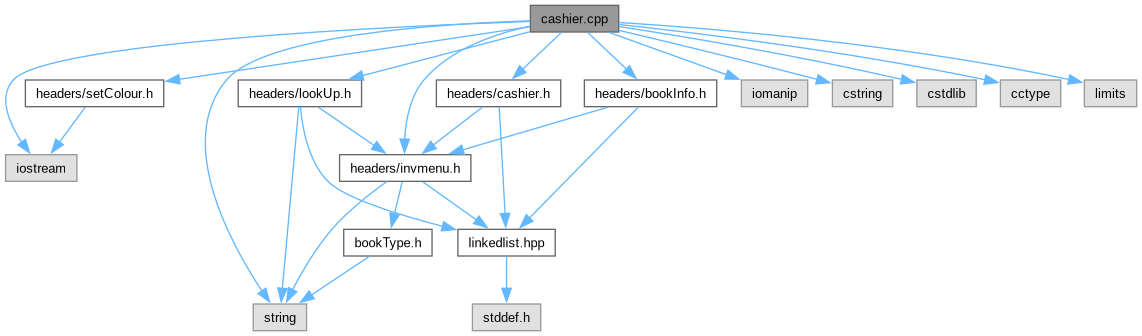 cashier.cpp
headers/setColour.h
headers/lookUp.h
headers/cashier.h
headers/bookInfo.h
iomanip
cstring
cstdlib
cctype
limits
iostream
headers/invmenu.h
bookType.h
linkedlist.hpp
string
stddef.h